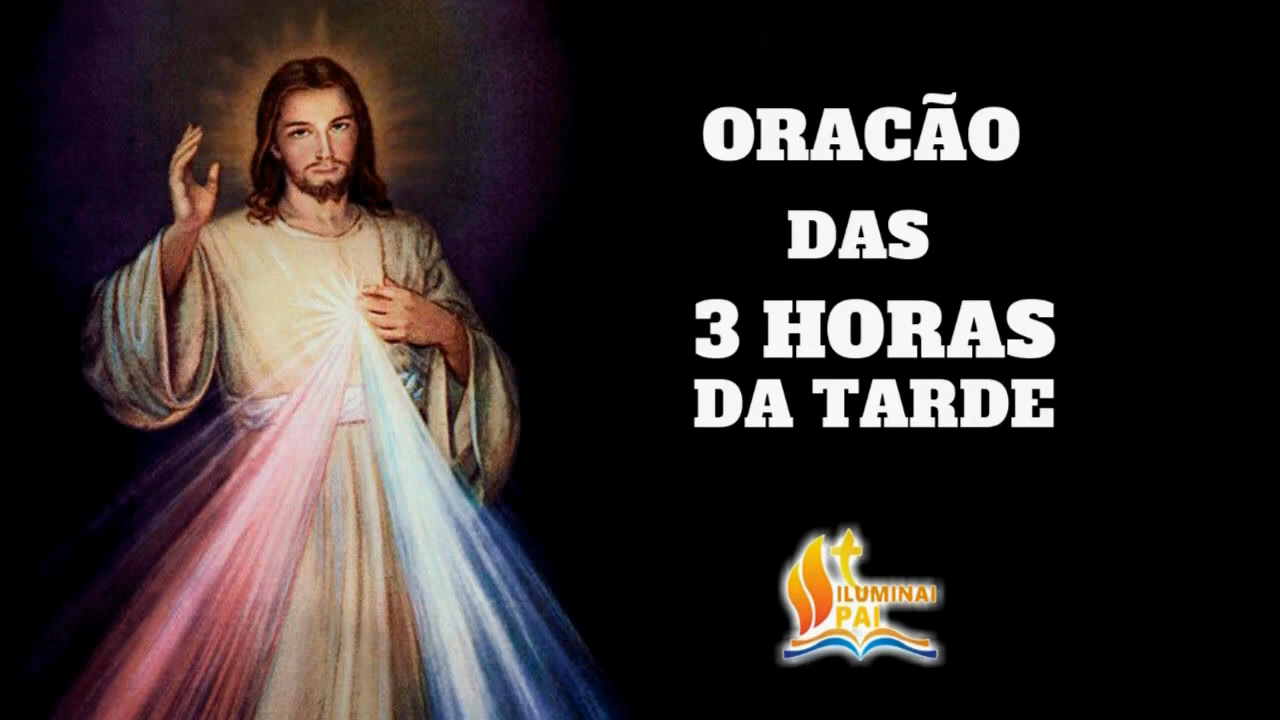 ORACÃO
DAS
3 HORAS
DA TARDE
ILUMINAI
PAI